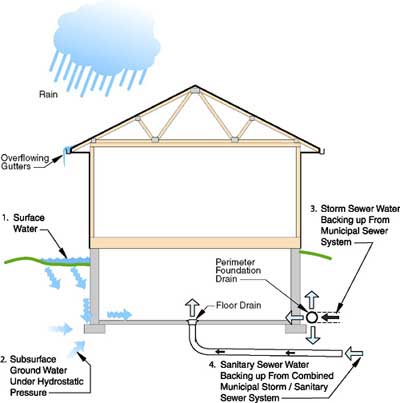 Rain
Overflowing
Gutters
1. Surface
Water
3. Storm Sewer Water
Backing up From
Municipal Sewer
System
Perimeter
Foundation
Drain
Floor Drain
2. Subsurface
Ground Water
Under Hydrostatic
Pressure
4. Sanitary Sewer Water
Backing up From Combined
Municipal Storm / Sanitary
Sewer System